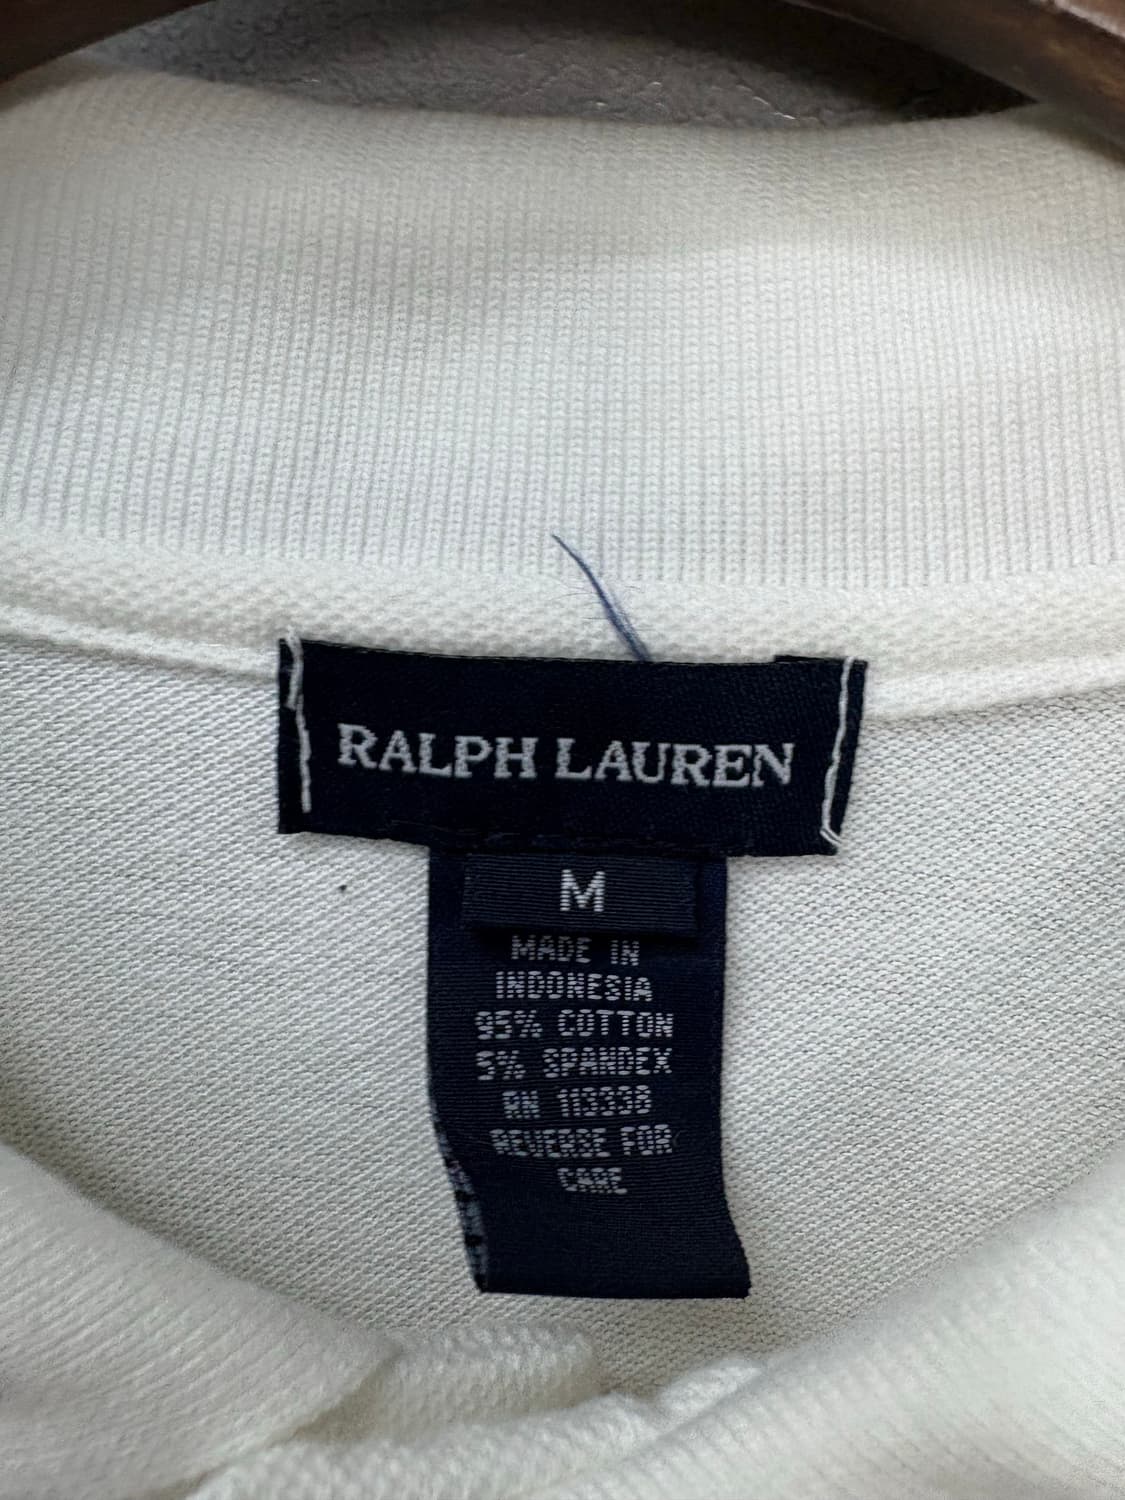 RALPH LAUREN
M
MADE IN
INDONESIA
95% COTTON
5% SPANDEX
RN 113338
REVERSE FOR
CARE